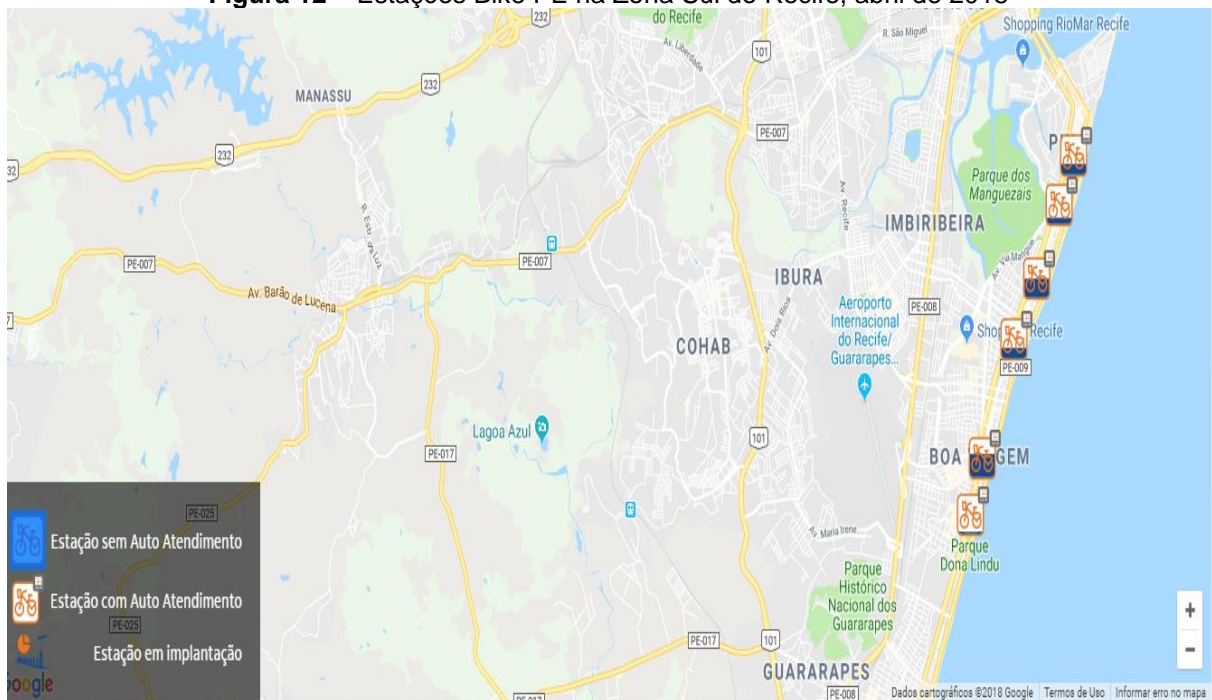 Figura 12 – Estações Bike PE na Zona Sul do Recife, abril de 2018
do Recife
232
Av. Liberdade
101
R. São Miguel
Shopping RioMar Recife
MANASSU
232
PE-007
232
32
Parque dos
Manguezais
R. Estr. da Luz
Av. Recife
IMBIRIBEIRA
PE-007
PE-007
Av. Via Mangue
IBURA
Av. Barão de Lucena
Aeroporto
Internacional
do Recife/
Guararapes...
PE-008
Av. Dois Rios
COHAB
Recife
PE-009
Lagoa Azul
101
PE-017
BOA
GEM
PE-025
Estação sem Auto Atendimento
Av. Maria Irene
Parque
Dona Lindu
Parque
Histórico
Nacional dos
Guararapes
Estação com Auto Atendimento
PE-025
Estação em implantação
PE-017
101
GUARARAPES
PE-008
Dados cartográficos ©2018 Google
Termos de Uso
Informar erro no mapa